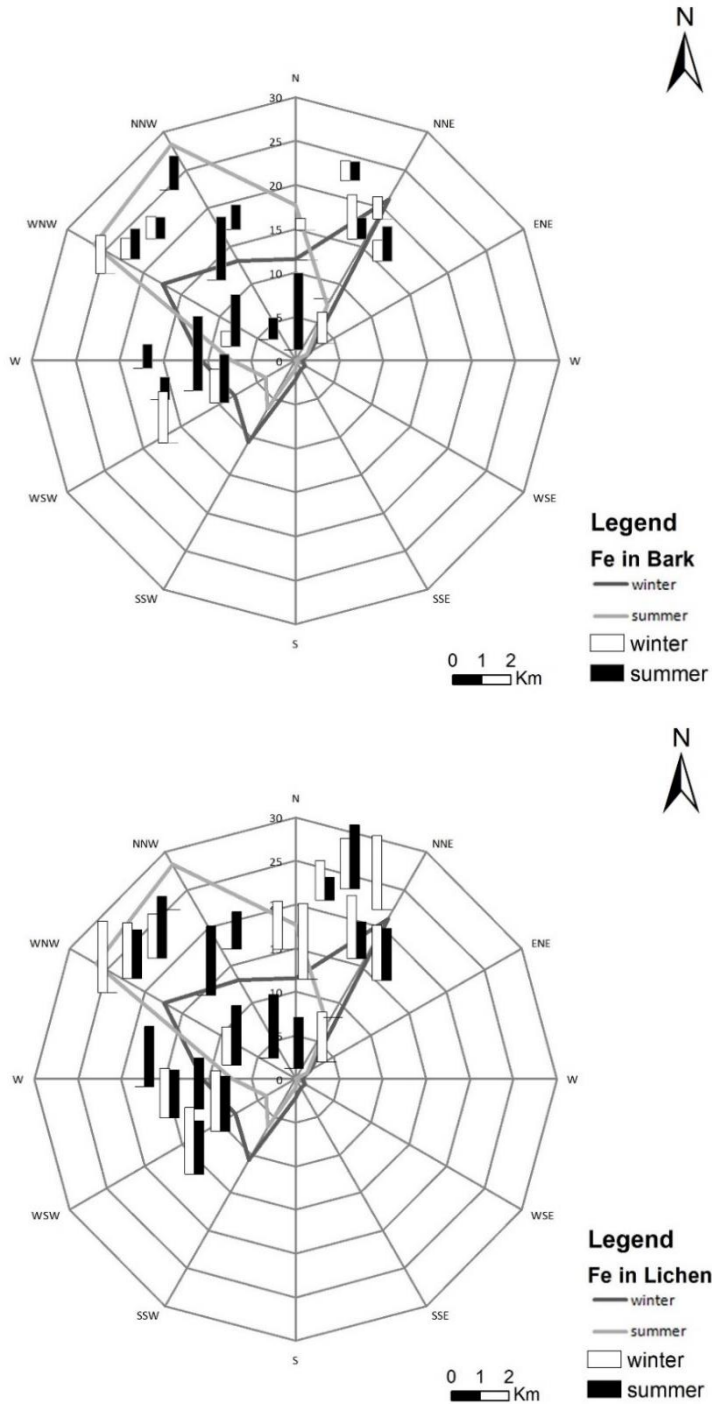 N
N
NNW
NNE
WNW
ENE
W
W
WSW
WSE
SSW
SSE
S
30
25
20
15
10
5
0
Legend
Fe in Bark
winter
summer
winter
summer
0 1 2
Km
N
N
NNW
NNE
WNW
ENE
W
W
WSW
WSE
SSW
SSE
S
30
25
20
15
10
5
0
Legend
Fe in Lichen
winter
summer
winter
summer
0 1 2
Km